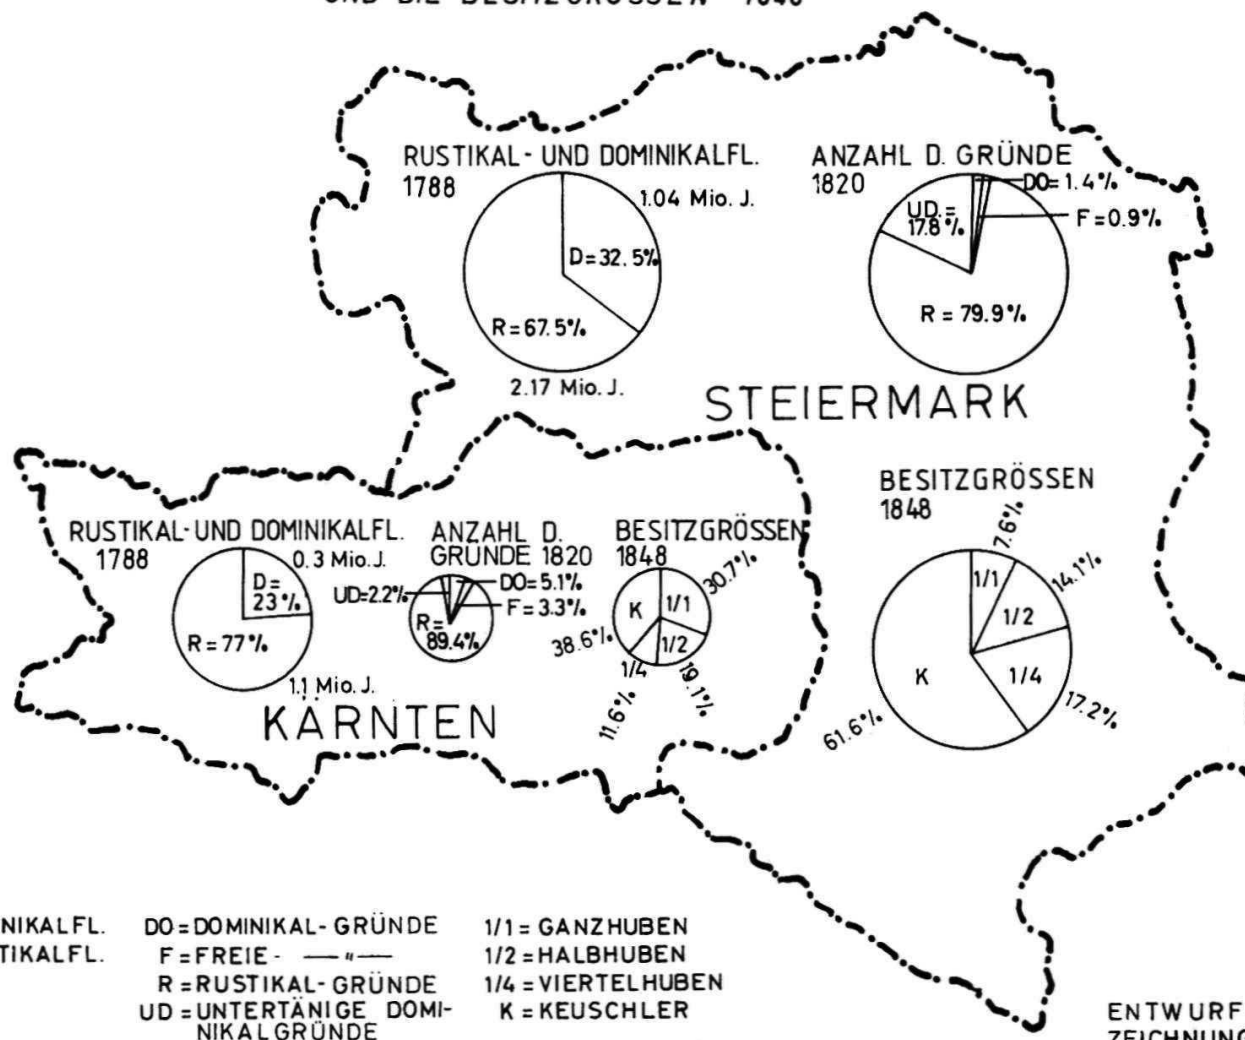 UND DIE BESITZGRÖSSEN 1848
RUSTIKAL- UND DOMINIKALFL.
1788
1.04 Mio. J.
D=32.5%
R=67.5%
2.17 Mio. J.
ANZAHL D. GRÜNDE
1820
DO=1.4%
UD.=
17.8%
F=0.9%
R=79.9%
STEIERMARK
BESITZGRÖSSEN
1848
7.6%
14.1%
1/1
1/2
1/4
K
17.2%
61.6%
RUSTIKAL-UND DOMINIKALFL.
1788
0.3 Mio.J.
D=
23%
R=77%
1.1 Mio.J.
ANZAHL D.
GRÜNDE 1820
DO=5.1%
UD=2.2%
F=3.3%
R=
89.4%
BESITZGRÖSSEN
1848
30.7%
K
1/1
1/2
38.6%
1/4
19.1%
11.6%
KÄRNTEN
NIKALFL.
TIKALFL.
DO=DOMINIKAL-GRÜNDE
F=FREIE- —"—
R=RUSTIKAL-GRÜNDE
UD=UNTERTÄNIGE DOMI-
NIKALGRÜNDE
1/1=GANZHUBEN
1/2=HALBHUBEN
1/4=VIERTELHUBEN
K=KEUSCHLER
ENTWURF
ZEICHNUNG